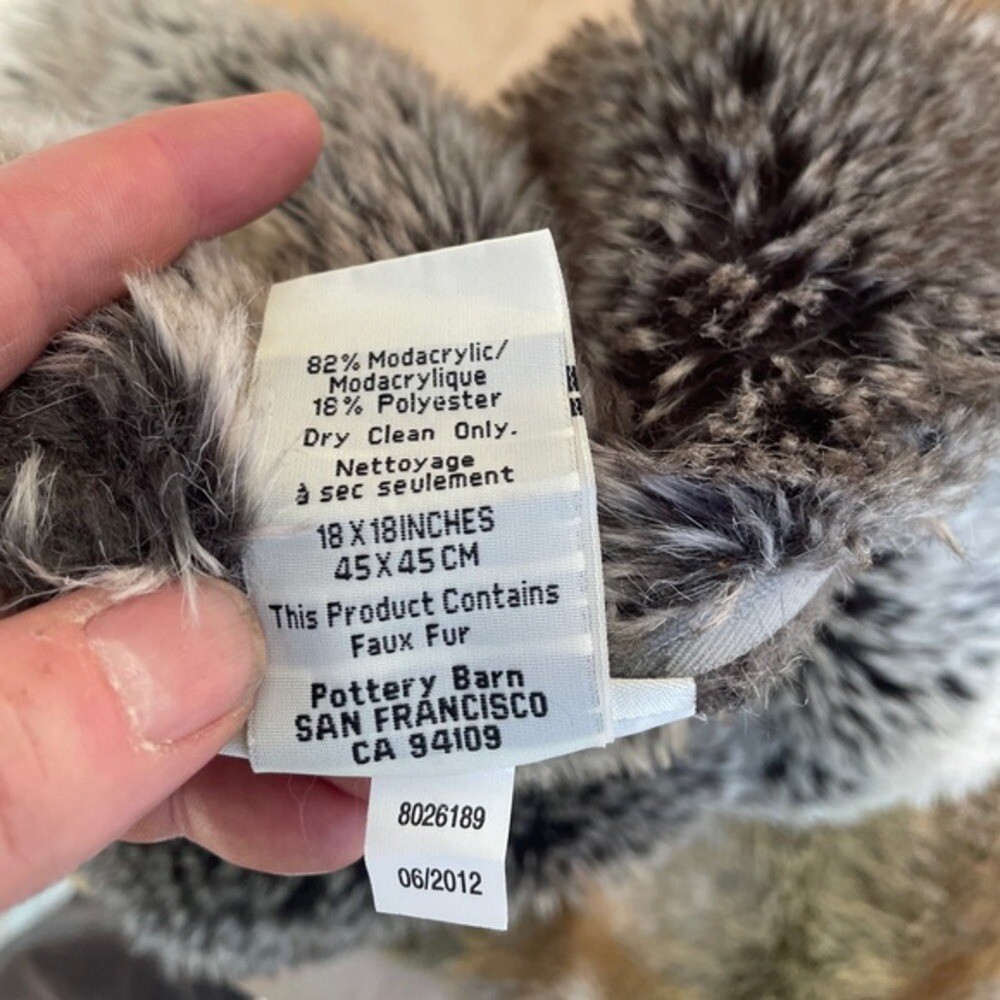 82% Modacrylic/
Modacrylique
18% Polyester
Dry Clean Only.
Nettoyage
à sec seulement
18 X 18 INCHES
45 X 45 CM
This Product Contains
Faux Fur
Pottery Barn
SAN FRANCISCO
CA 94109
8026189
06/2012